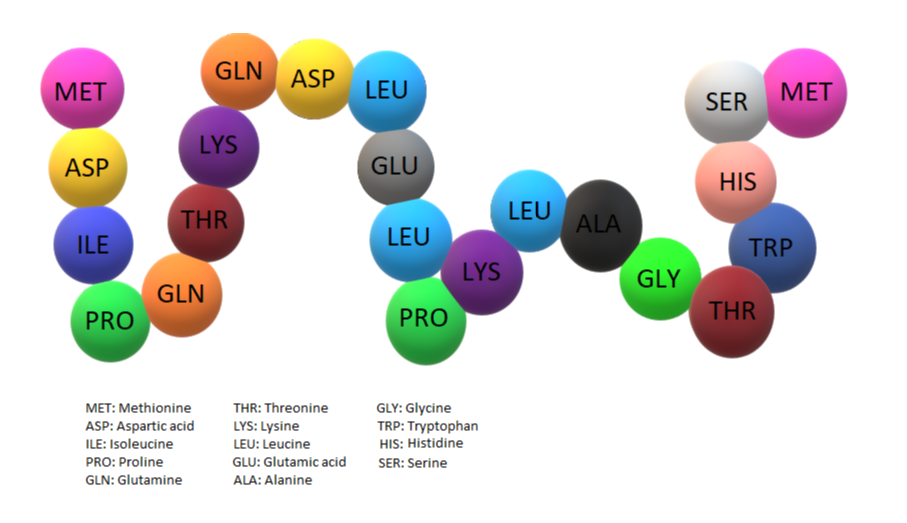 MET
ASP
ILE
PRO
GLN
THR
LYS
GLN
ASP
LEU
GLU
LEU
PRO
LYS
LEU
ALA
GLY
THR
TRP
HIS
SER
MET
MET: Methionine
ASP: Aspartic acid
ILE: Isoleucine
PRO: Proline
GLN: Glutamine
THR: Threonine
LYS: Lysine
LEU: Leucine
GLU: Glutamic acid
ALA: Alanine
GLY: Glycine
TRP: Tryptophan
HIS: Histidine
SER: Serine